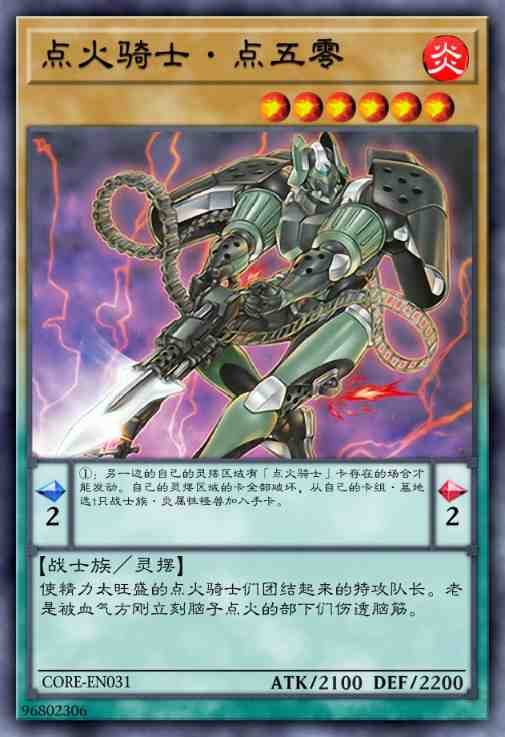 点火骑士·点五零
炎
①：另一边的自己的灵摆区域有「点火骑士」卡存在的场合才
能发动。自己的灵摆区域的卡全部破坏，从自己的卡组·墓地
选1只战士族·炎属性怪兽加入手卡。
2
2
【战士族／灵摆】
使精力太旺盛的点火骑士们团结起来的特攻队长。老
是被血气方刚立刻脑子点火的部下们伤透脑筋。
CORE-EN031
ATK/2100 DEF/2200
96802306